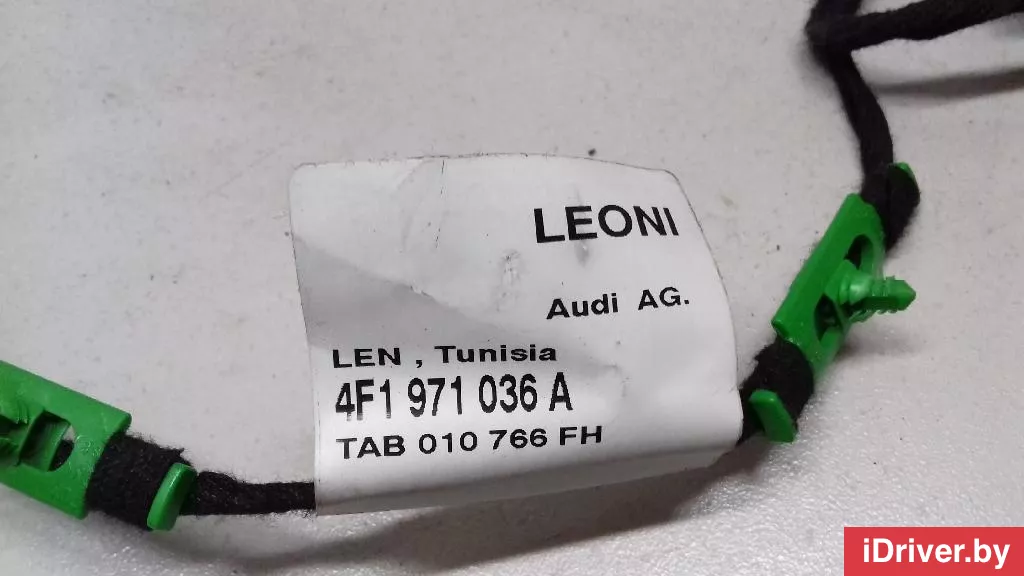 LEONI
Audi AG.
LEN , Tunisia
4F1 971 036 A
TAB 010 766 FH
iDriver.by